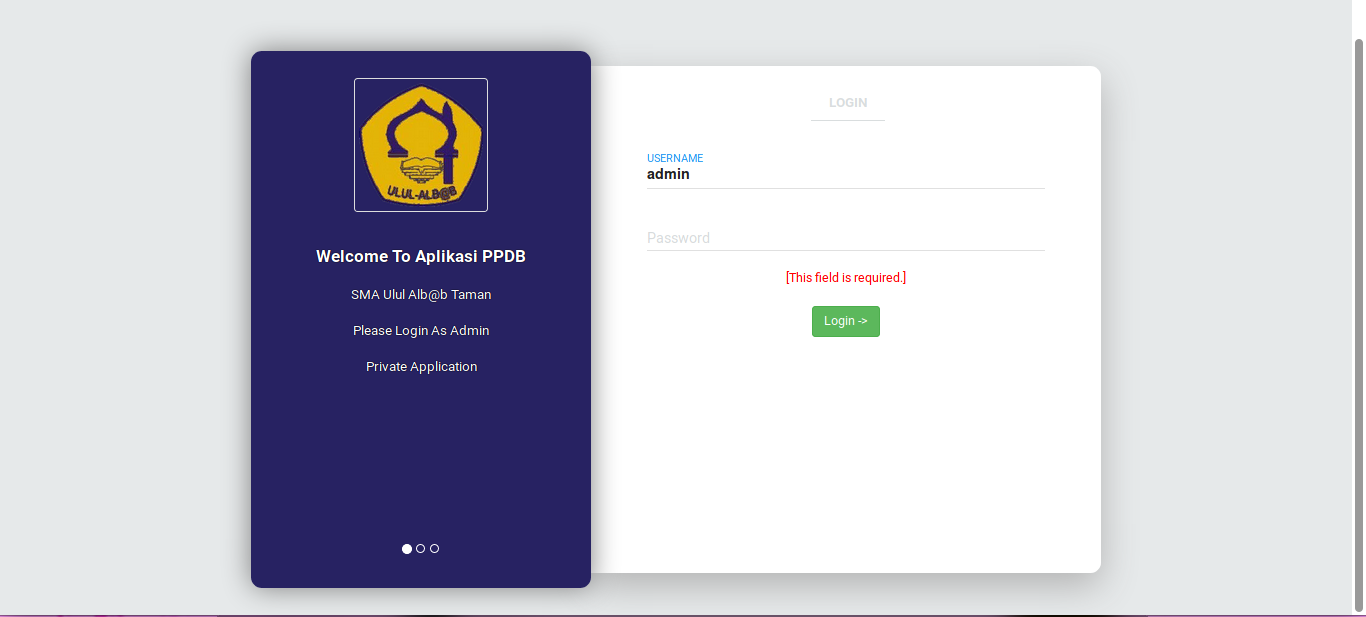 ULUL-ALB@B
Welcome To Aplikasi PPDB
SMA Ulul Alb@b Taman
Please Login As Admin
Private Application
LOGIN
USERNAME
admin
Password
[This field is required.]
Login ->